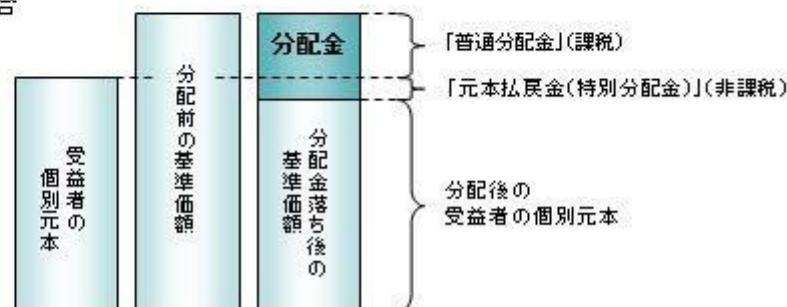 分配金
「普通分配金」(課税)
「元本払戻金(特別分配金)」(非課税)
受益者の
個別元本
分配前の基準価額
分配金落ち後の
基準価額
分配後の
受益者の個別元本